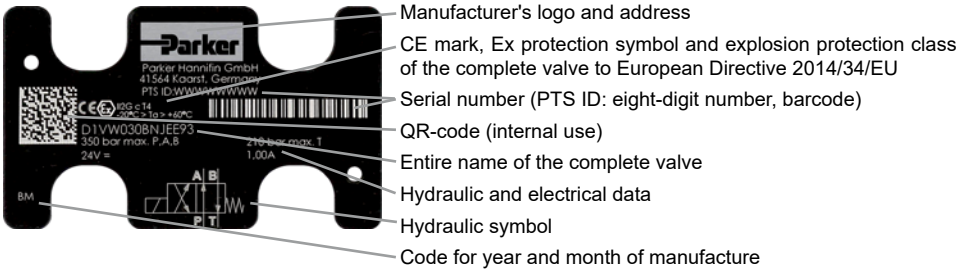 Parker
Parker Hannifin GmbH
41564 Kaarst, Germany
PTS ID:WWWWWWWW
II2G c T4
-20°C > Ta > +60°C
D1VW030BNJEE93
350 bar max. P,A,B
210 bar max. T
24V =
1,00A
A B
P T
BM
Manufacturer's logo and address
CE mark, Ex protection symbol and explosion protection class
of the complete valve to European Directive 2014/34/EU
Serial number (PTS ID: eight-digit number, barcode)
QR-code (internal use)
Entire name of the complete valve
Hydraulic and electrical data
Hydraulic symbol
Code for year and month of manufacture